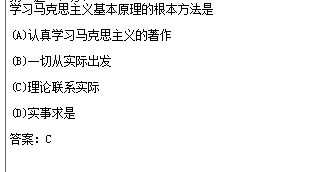 学习马克思主义基本原理的根本方法是
(A)认真学习马克思主义的著作
(B)一切从实际出发
(C)理论联系实际
(D)实事求是
答案：C